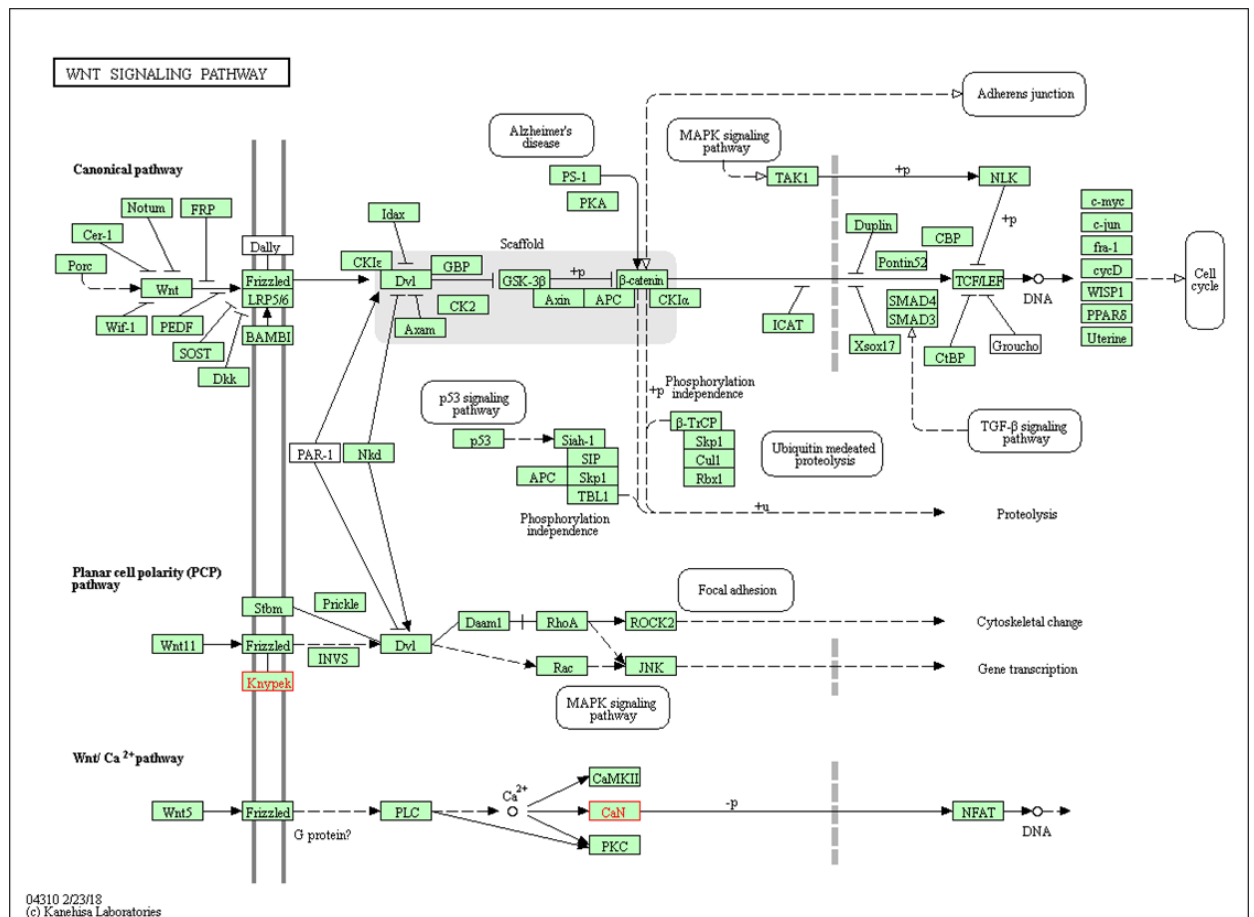 WNT SIGNALING PATHWAY
Adherens junction
Alzheimer's
disease
MAPK signaling
pathway
Canonical pathway
PS-1
PKA
TAK1
+p
NLK
Notum
FRP
Idax
Duplin
CBP
+p
c-myc
c-jun
fra-1
cycD
WISP1
PPARδ
Uterine
Cell
cycle
Cer-1
Dally
Scaffold
Porc
CKIε
GBP
Pontin52
Wnt
Frizzled
LRP5/6
Dvl
GSK-3β
+p
β-catenin
TCF/LEF
DNA
Axin
APC
CKIα
CK2
SMAD4
SMAD3
Wif-1
PEDF
BAMBI
Axam
ICAT
Xsox17
CtBP
Groucho
SOST
Dkk
+p
Phosphorylation
independence
p53 signaling
pathway
β-TrCP
Skp1
Cul1
Rbx1
TGF-β signaling
pathway
Ubiquitin medeated
proteolysis
PAR-1
Nkd
p53
Siah-1
SIP
APC
Skp1
TBL1
Phosphorylation
independence
+u
Proteolysis
Planar cell polarity (PCP)
pathway
Focal adhesion
Stbm
Prickle
Daam1
RhoA
ROCK2
Cytoskeletal change
Wnt11
Frizzled
INVS
Dvl
Rac
JNK
Gene transcription
Knypek
MAPK signaling
pathway
Wnt/ Ca 2+ pathway
CaMKII
Ca2+
Wnt5
Frizzled
PLC
CaN
-p
NFAT
DNA
G protein?
PKC
04310 2/23/18
(c) Kanehisa Laboratories